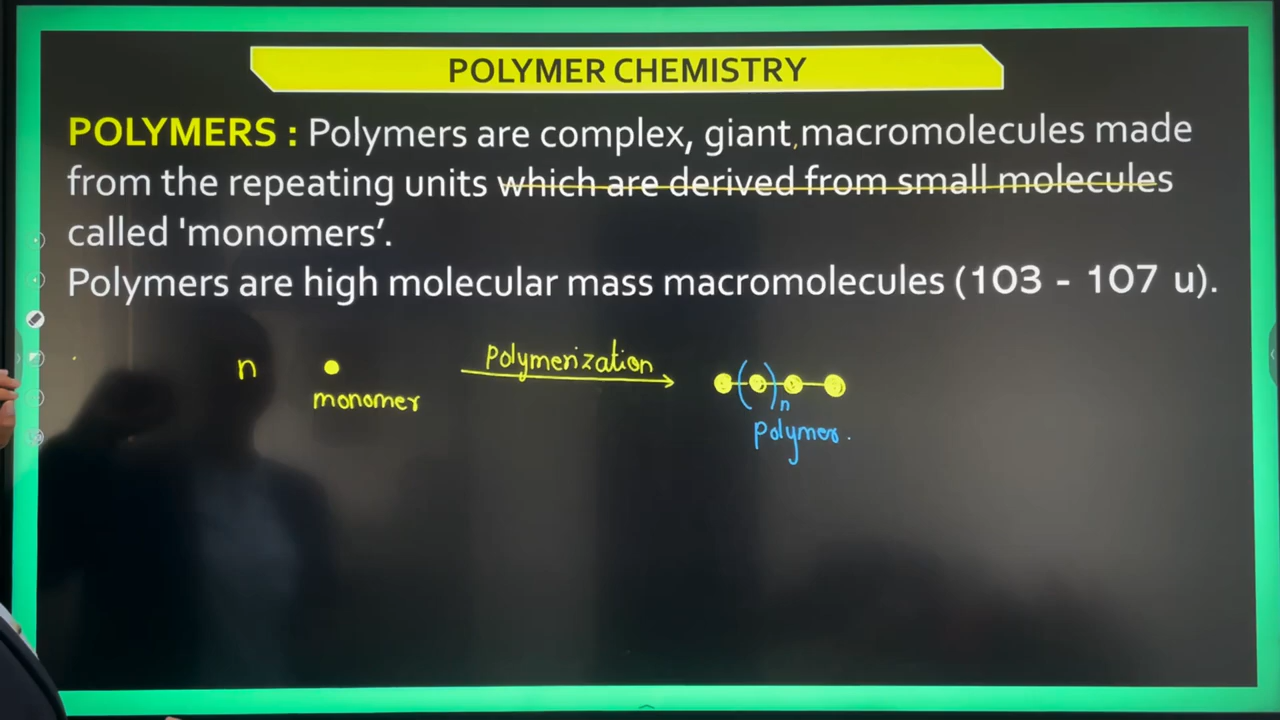 POLYMER CHEMISTRY
POLYMERS : Polymers are complex, giant,macromolecules made
from the repeating units which are derived from small molecules
called 'monomers'.
Polymers are high molecular mass macromolecules (103 - 107 u).
n
monomer
Polymerization
n
Polymer.